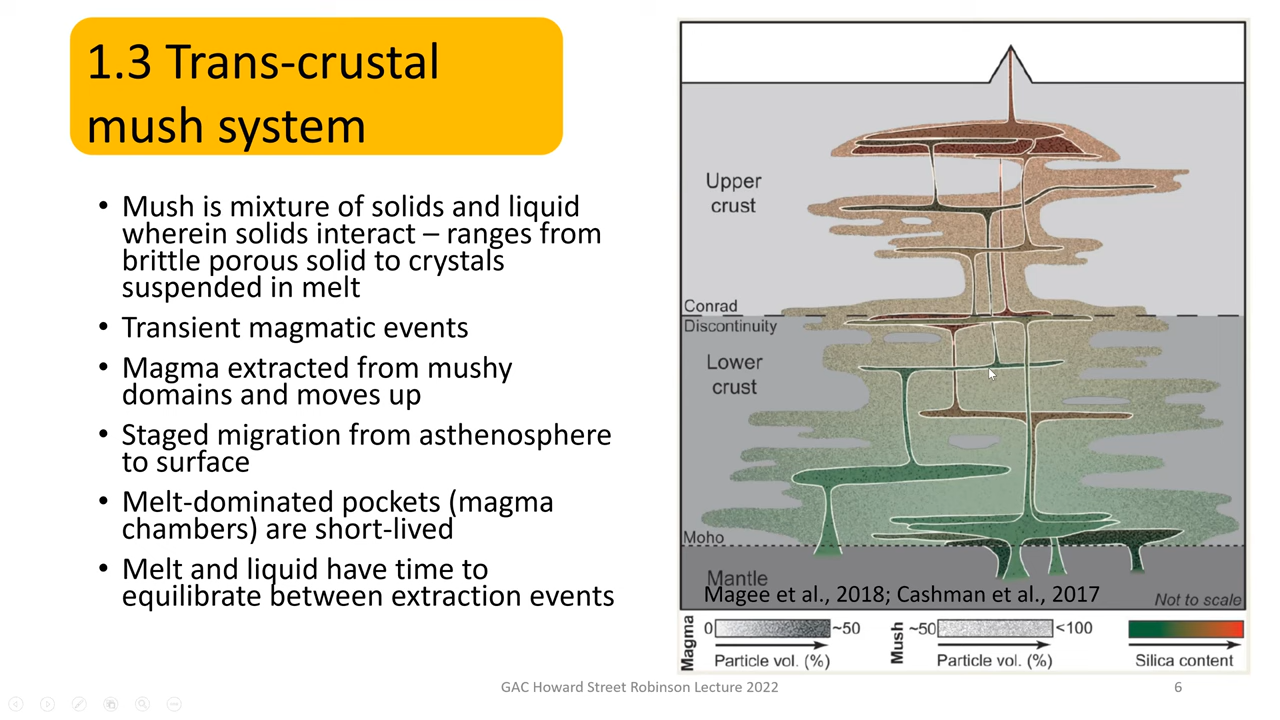 1.3 Trans-crustal
mush system
• Mush is mixture of solids and liquid
wherein solids interact – ranges from
brittle porous solid to crystals
suspended in melt
• Transient magmatic events
• Magma extracted from mushy
domains and moves up
• Staged migration from asthenosphere
to surface
• Melt-dominated pockets (magma
chambers) are short-lived
• Melt and liquid have time to
equilibrate between extraction events
Upper
crust
Conrad
Discontinuity
Lower
crust
Moho
Mantle
Magee et al., 2018; Cashman et al., 2017
Not to scale
Magma
0
~50
Particle vol. (%)
Mush
~50
<100
Particle vol. (%)
Silica content
GAC Howard Street Robinson Lecture 2022
6